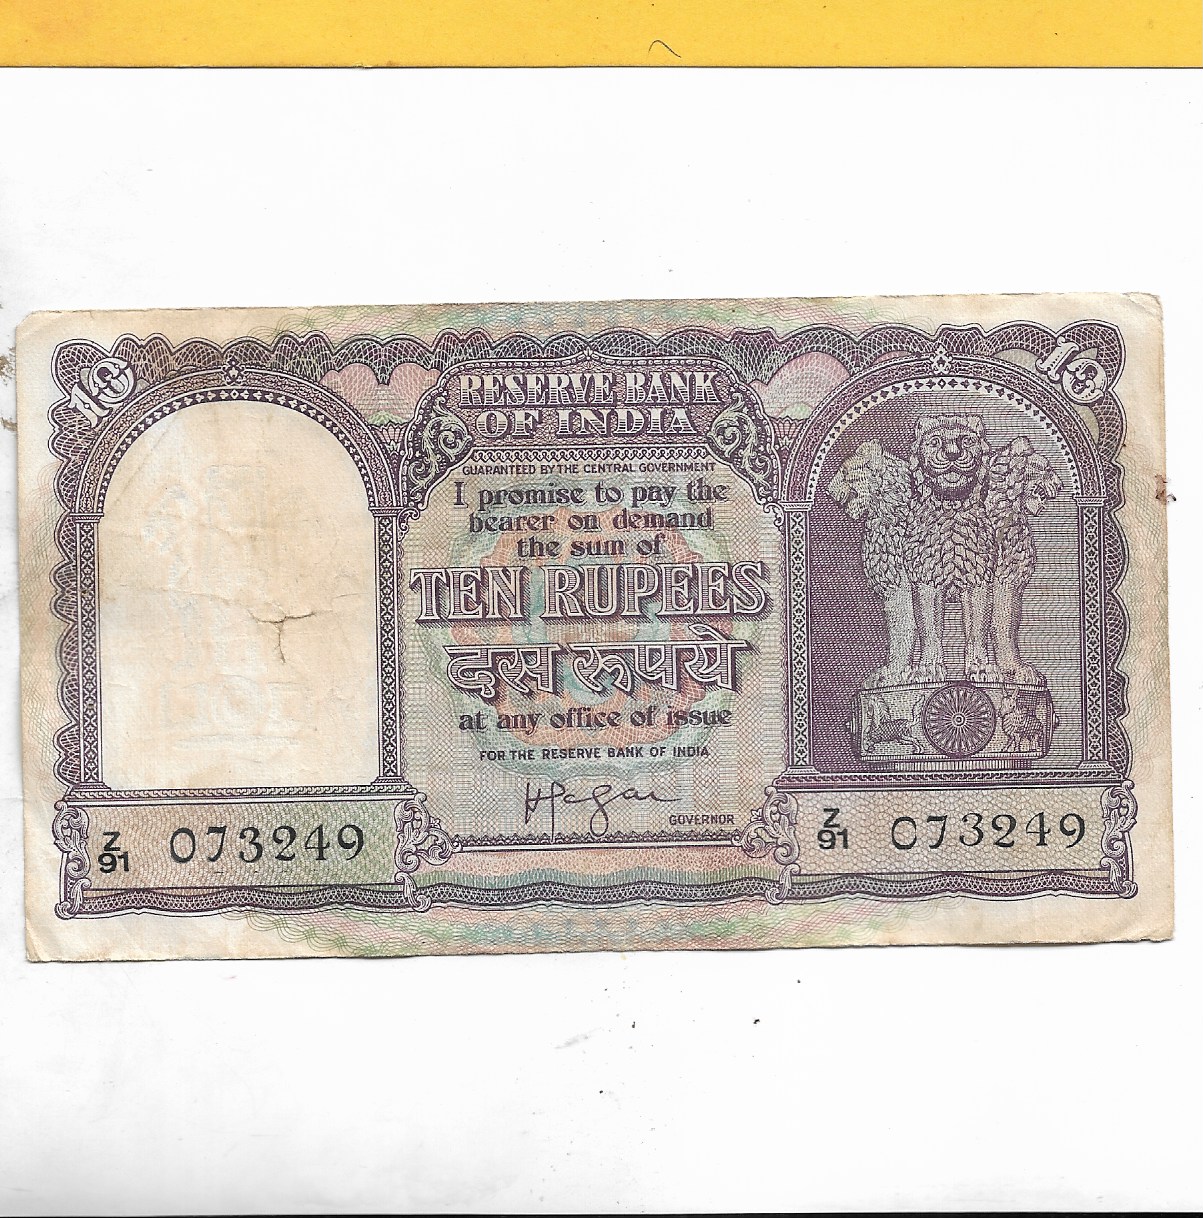 10
10
RESERVE BANK
OF INDIA
GUARANTEED BY THE CENTRAL GOVERNMENT
I promise to pay the
bearer on demand
the sum of
TEN RUPEES
दस रूपये
at any office of issue
FOR THE RESERVE BANK OF INDIA
GOVERNOR
Z
91 073249
Z
91 073249